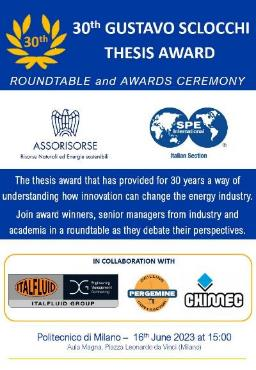 30th
30th GUSTAVO SCLOCCHI
THESIS AWARD
ROUNDTABLE and AWARDS CEREMONY
ASSORISORSE
Risorse Naturali ed Energie sostenibili
SPE
International
®
Italian Section
The thesis award that has provided for 30 years a way of
understanding how innovation can change the energy industry.
Join award winners, senior managers from industry and
academia in a roundtable as they debate their perspectives.
IN COLLABORATION WITH
ITALFLUID
Engineering
Management
Contracting
ITALFLUID GROUP
DRILLING
PERGEMINE
CHIMEC
Politecnico di Milano – 16th June 2023 at 15:00
Aula Magna, Piazza Leonardo da Vinci (Milano)